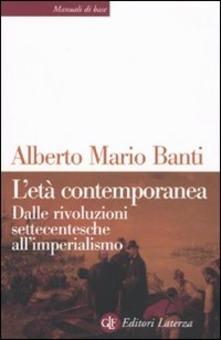 Manuali di base
Alberto Mario Banti
L'età contemporanea
Dalle rivoluzioni
settecentesche
all'imperialismo
Editori Laterza